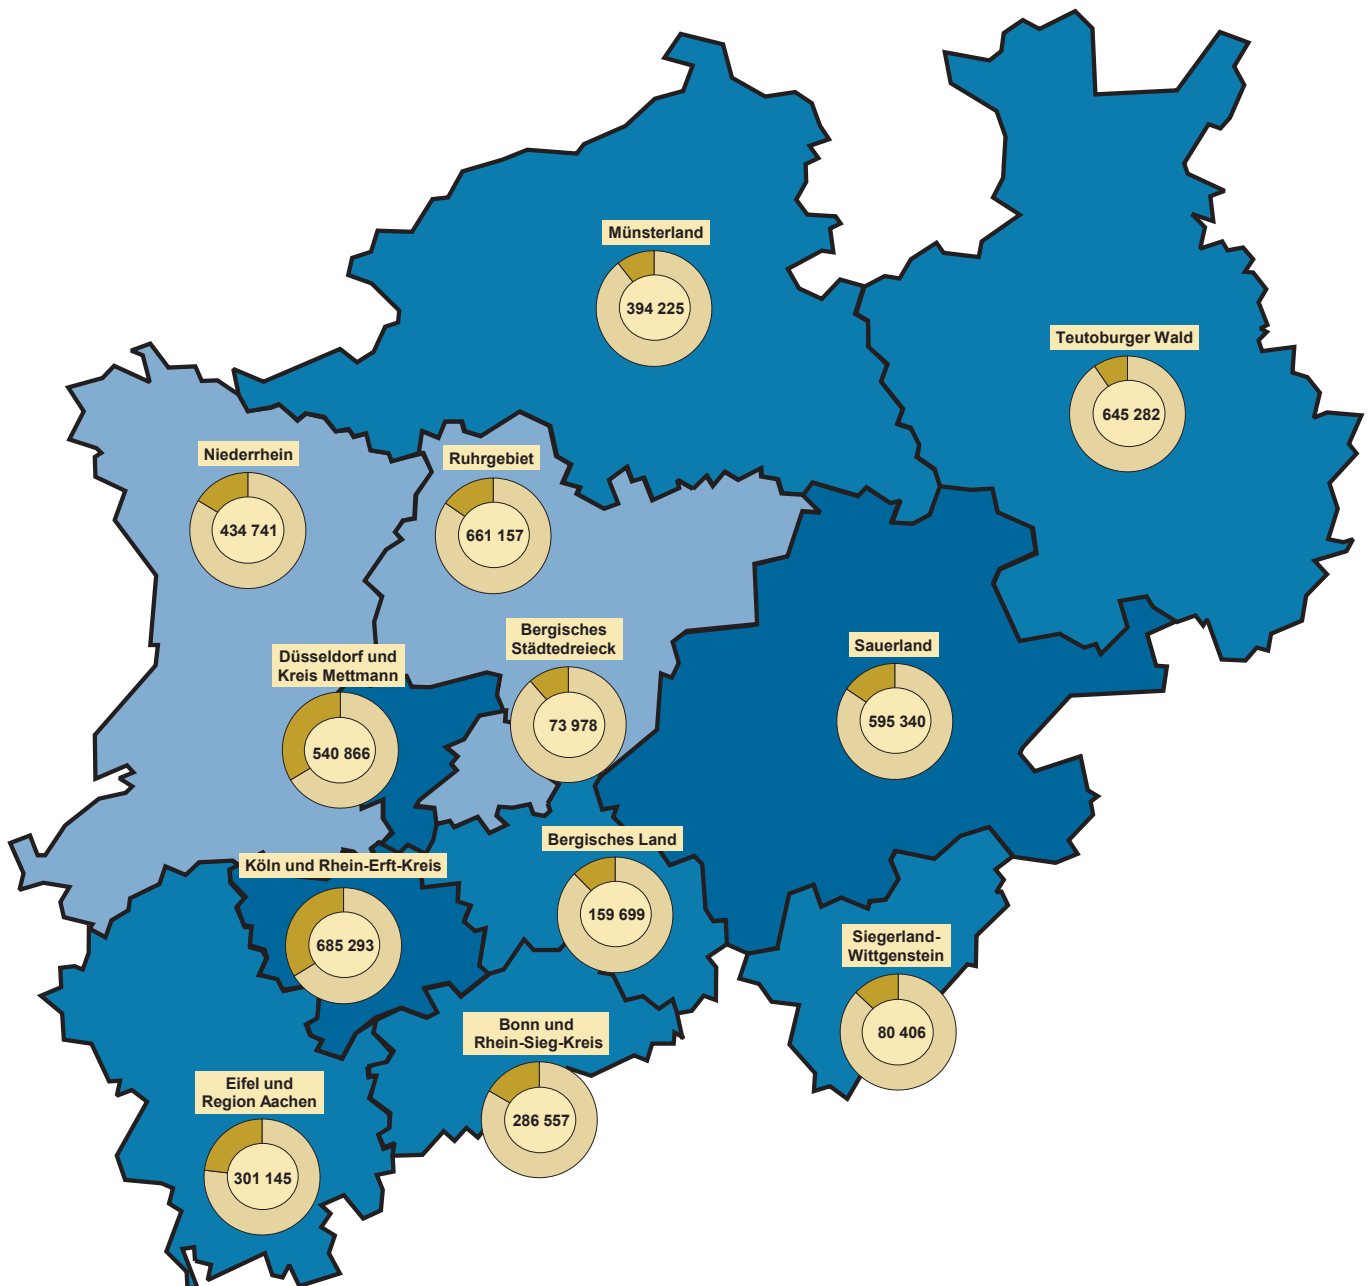 Münsterland
394 225
Teutoburger Wald
645 282
Niederrhein
434 741
Ruhrgebiet
661 157
Bergisches
Städtedreieck
73 978
Düsseldorf und
Kreis Mettmann
540 866
Sauerland
595 340
Bergisches Land
159 699
Köln und Rhein-Erft-Kreis
685 293
Siegerland-
Wittgenstein
80 406
Bonn und
Rhein-Sieg-Kreis
286 557
Eifel und
Region Aachen
301 145